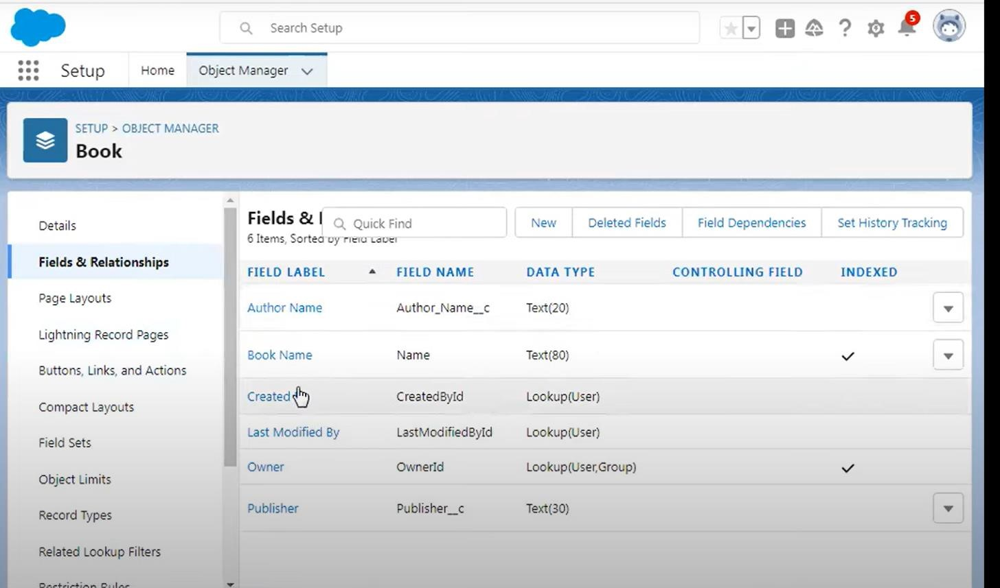 Search Setup
5
Setup
Home
Object Manager
SETUP > OBJECT MANAGER
Book
Details
Fields & Relationships
Page Layouts
Lightning Record Pages
Buttons, Links, and Actions
Compact Layouts
Field Sets
Object Limits
Record Types
Related Lookup Filters
Restriction Rules
Fields &
6 Items, Sorted by Field Label
Quick Find
New
Deleted Fields
Field Dependencies
Set History Tracking
FIELD LABEL FIELD NAME DATA TYPE CONTROLLING FIELD INDEXED
Author Name Author_Name__c Text(20)
Book Name Name Text(80)
Created CreatedById Lookup(User)
Last Modified By LastModifiedById Lookup(User)
Owner OwnerId Lookup(User,Group)
Publisher Publisher__c Text(30)